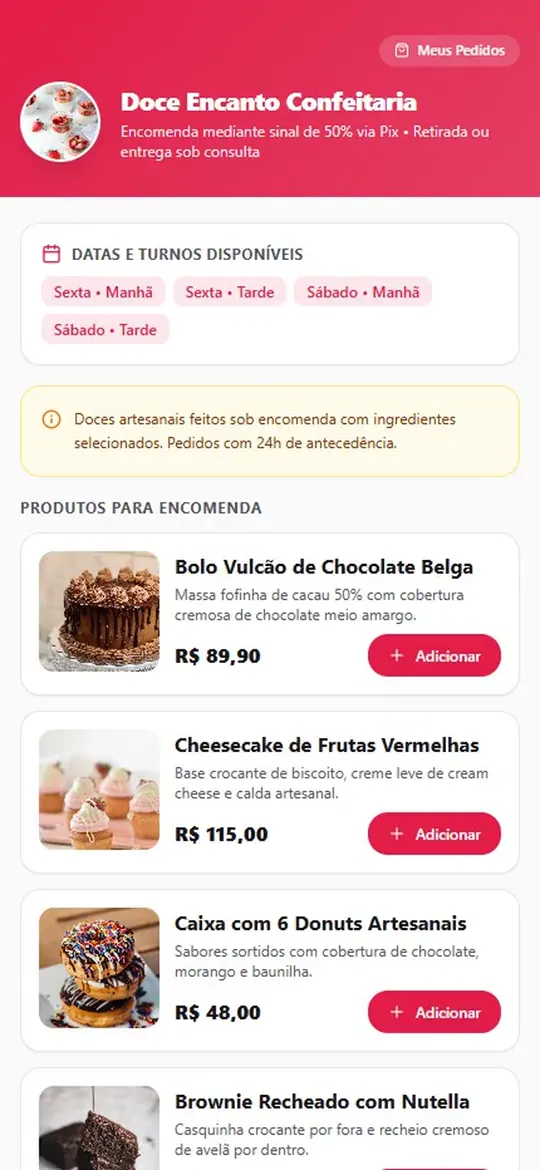 Meus Pedidos
Doce Encanto Confeitaria
Encomenda mediante sinal de 50% via Pix • Retirada ou
entrega sob consulta
DATAS E TURNOS DISPONÍVEIS
Sexta • Manhã
Sexta • Tarde
Sábado • Manhã
Sábado • Tarde
Doces artesanais feitos sob encomenda com ingredientes
selecionados. Pedidos com 24h de antecedência.
PRODUTOS PARA ENCOMENDA
Bolo Vulcão de Chocolate Belga
Massa fofinha de cacau 50% com cobertura
cremosa de chocolate meio amargo.
R$ 89,90
+ Adicionar
Cheesecake de Frutas Vermelhas
Base crocante de biscoito, creme leve de cream
cheese e calda artesanal.
R$ 115,00
+ Adicionar
Caixa com 6 Donuts Artesanais
Sabores sortidos com cobertura de chocolate,
morango e baunilha.
R$ 48,00
+ Adicionar
Brownie Recheado com Nutella
Casquinha crocante por fora e recheio cremoso
de avelã por dentro.